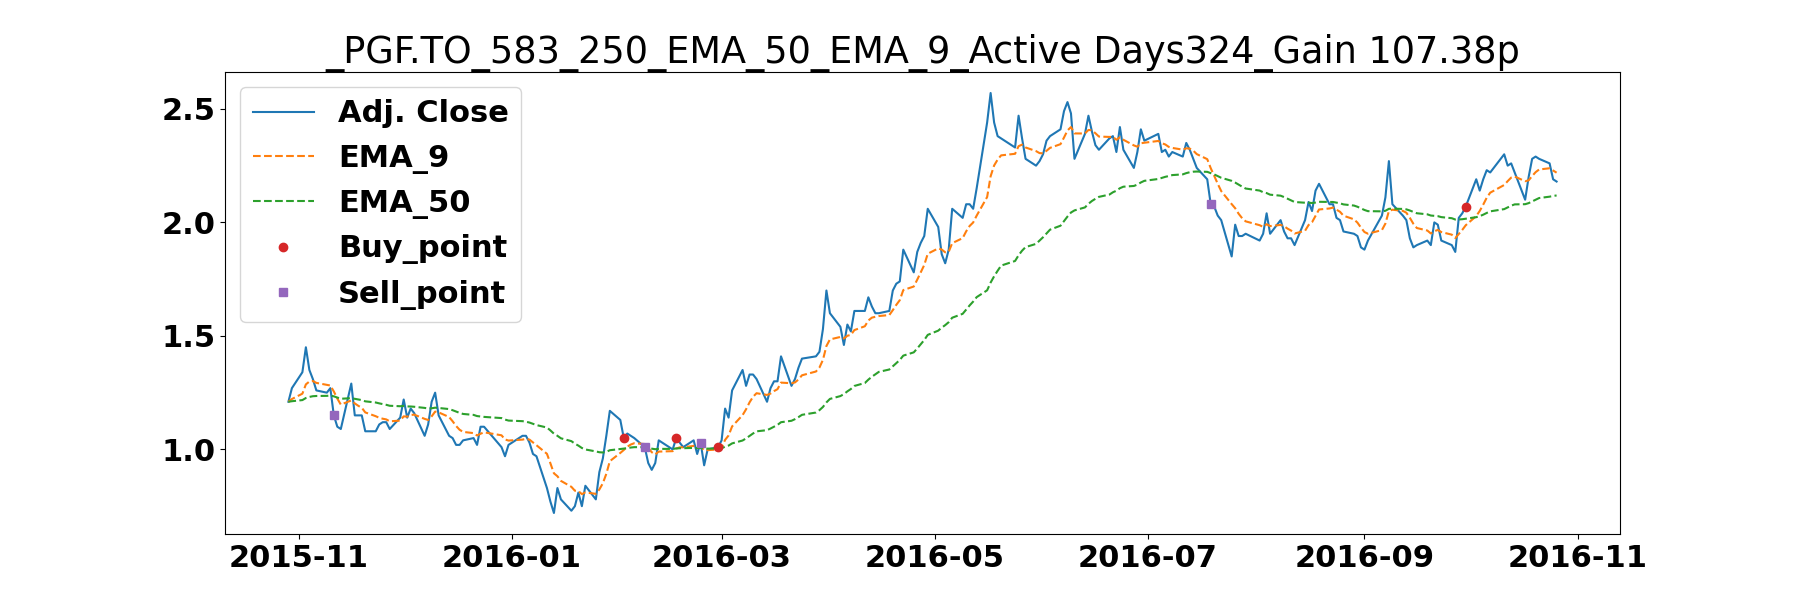 _PGF.TO_583_250_EMA_50_EMA_9_Active Days324_Gain 107.38p
Adj. Close
EMA_9
EMA_50
Buy_point
Sell_point
2.5
2.0
1.5
1.0
2015-11 2016-01 2016-03 2016-05 2016-07 2016-09 2016-11